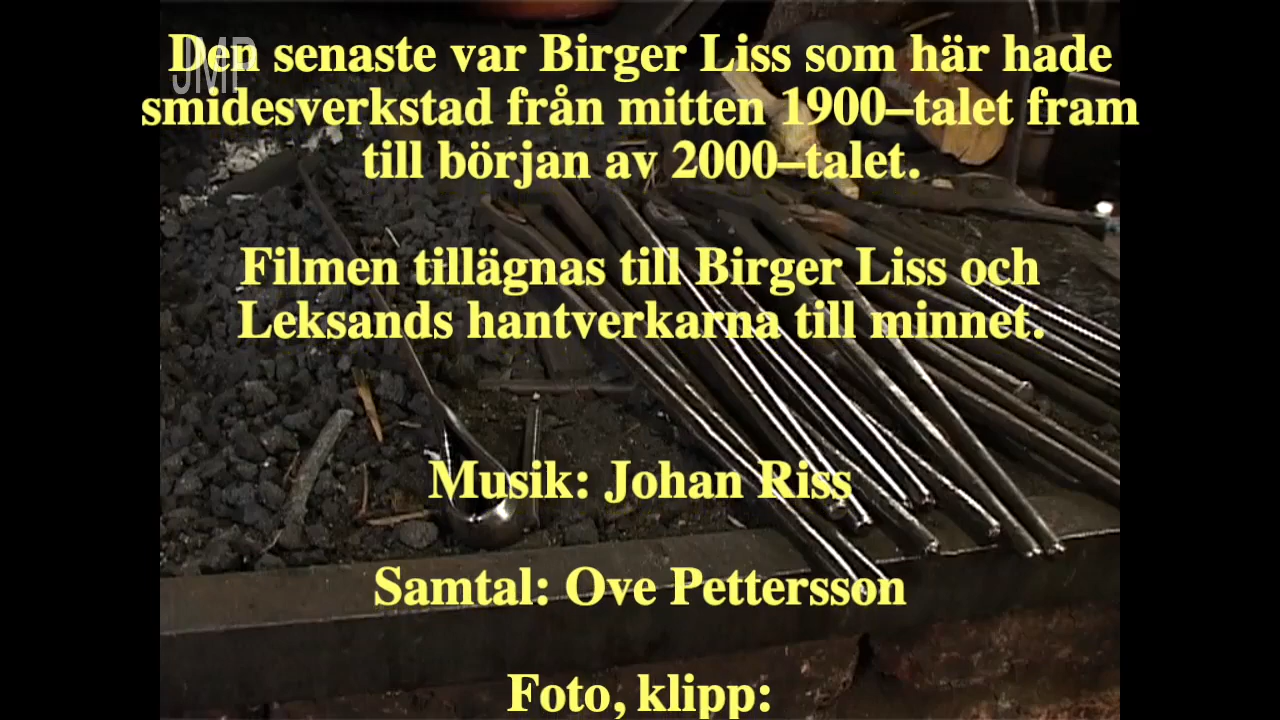 JMP
Den senaste var Birger Liss som här hade
smidesverkstad från mitten 1900–talet fram
till början av 2000–talet.
Filmen tillägnas till Birger Liss och
Leksands hantverkarna till minnet.
Musik: Johan Riss
Samtal: Ove Pettersson
Foto, klipp: